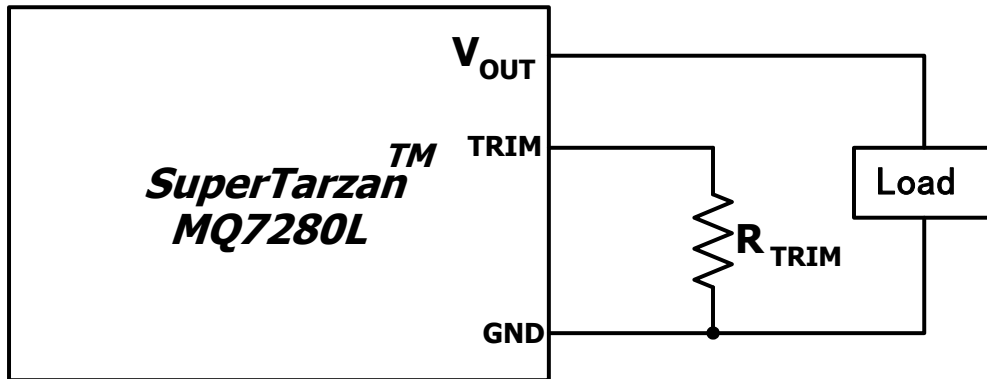 VOUT
TRIM
SuperTarzanTM
MQ7280L
Load
RTRIM
GND